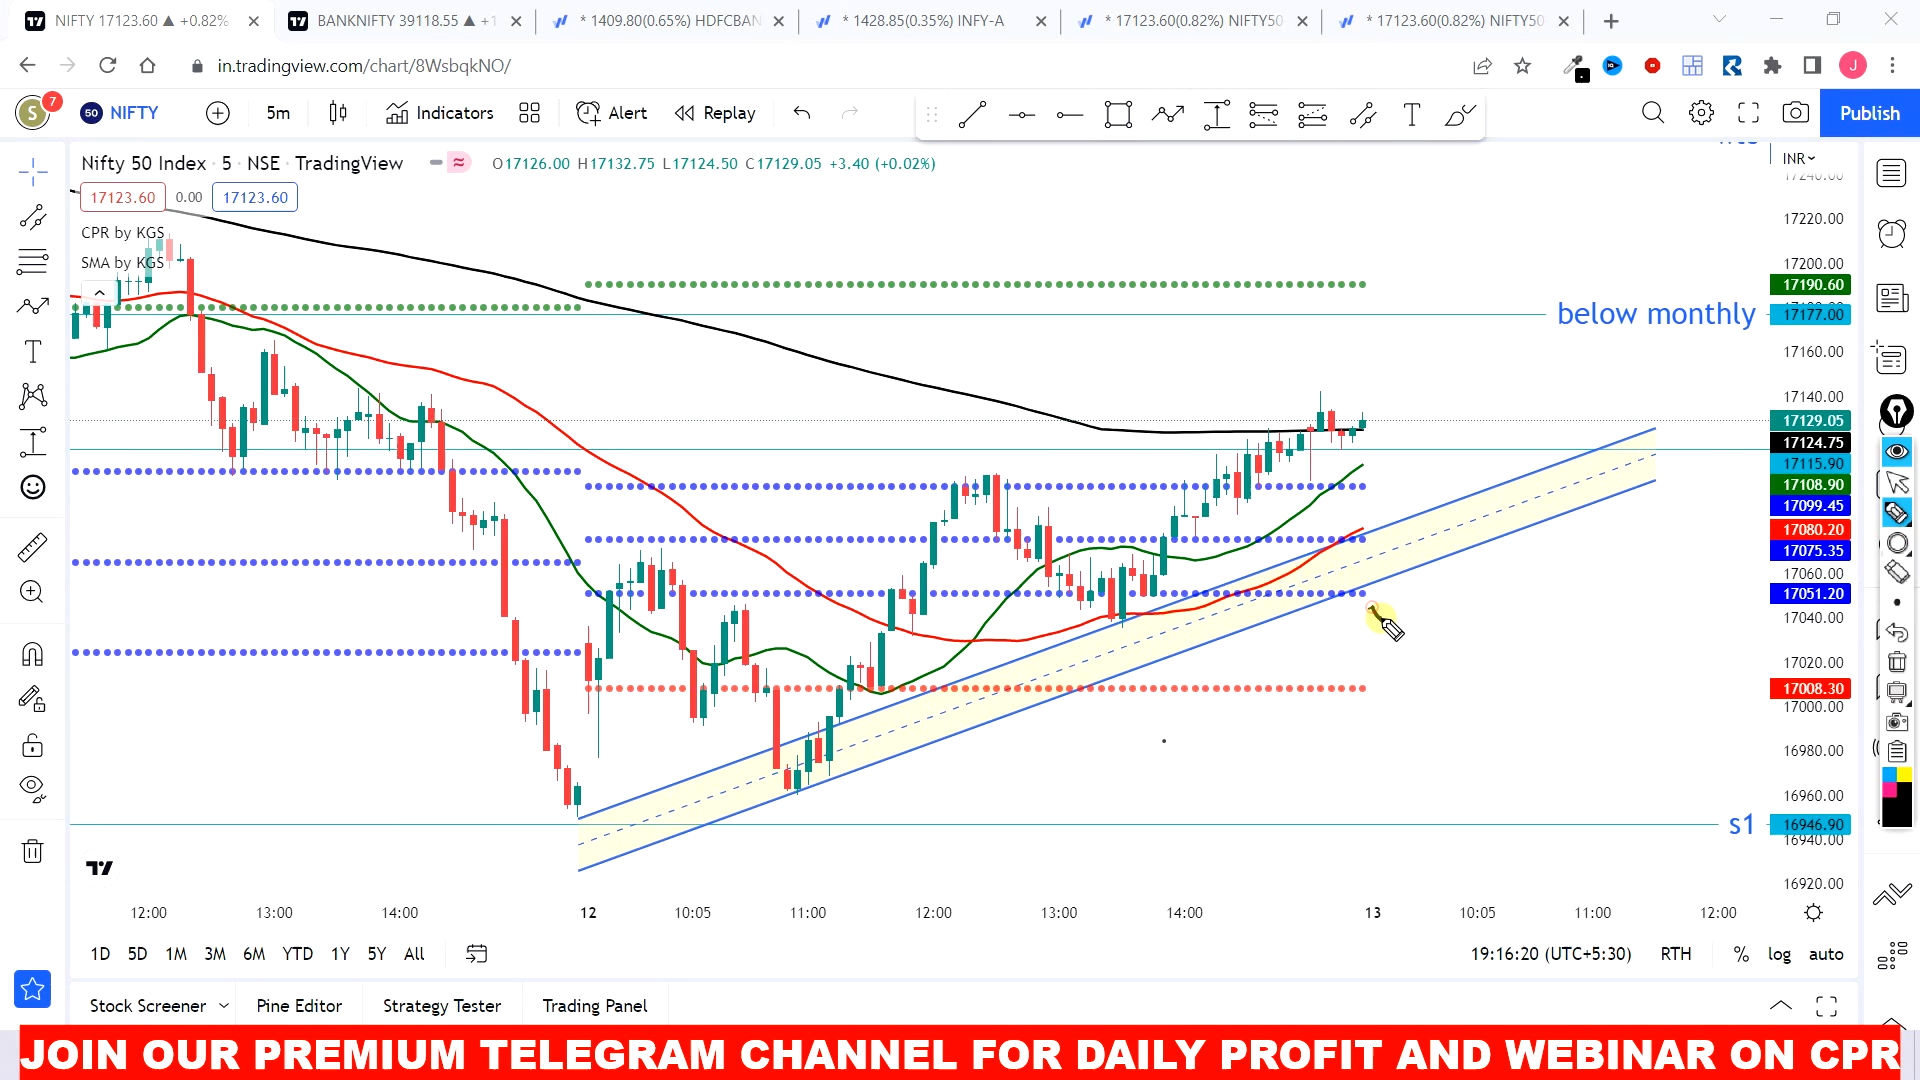 NIFTY 17123.60 ▲ +0.82%
BANKNIFTY 39118.55 ▲ +1
* 1409.80(0.65%) HDFCBAN
* 1428.85(0.35%) INFY-A
* 17123.60(0.82%) NIFTY50
* 17123.60(0.82%) NIFTY50
in.tradingview.com/chart/8WsbqkNO/
J
S
7
50
NIFTY
5m
Indicators
Alert
Replay
Publish
Nifty 50 Index · 5 · NSE · TradingView
O17126.00 H17132.75 L17124.50 C17129.05 +3.40 (+0.02%)
INR
17123.60
0.00
17123.60
CPR by KGS
SMA by KGS
17240.00
17220.00
17200.00
17190.60
below monthly
17177.00
17160.00
17140.00
17129.05
17124.75
17115.90
17108.90
17099.45
17080.20
17075.35
17060.00
17051.20
17040.00
17020.00
17008.30
17000.00
16980.00
16960.00
s1
16946.90
16940.00
16920.00
12:00
13:00
14:00
12
10:05
11:00
12:00
13:00
14:00
13
10:05
11:00
12:00
1D 5D 1M 3M 6M YTD 1Y 5Y All
19:16:20 (UTC+5:30)
RTH
%
log
auto
Stock Screener
Pine Editor
Strategy Tester
Trading Panel
JOIN OUR PREMIUM TELEGRAM CHANNEL FOR DAILY PROFIT AND WEBINAR ON CPR